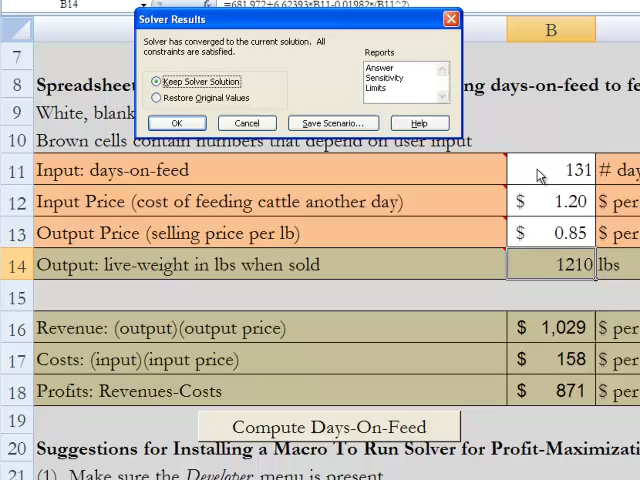 B14
=681.972+6.62393*B11-0.01982*(B11^2)
Solver Results
Solver has converged to the current solution. All
constraints are satisfied.
Reports
Answer
Sensitivity
Limits
Keep Solver Solution
Restore Original Values
OK Cancel Save Scenario... Help
B
7
8 Spreadsheet ng days-on-feed to fe
9 White, blank
10 Brown cells contain numbers that depend on user input
11 Input: days-on-feed 131 # day
12 Input Price (cost of feeding cattle another day) $ 1.20 $ per
13 Output Price (selling price per lb) $ 0.85 $ per
14 Output: live-weight in lbs when sold 1210 lbs
15
16 Revenue: (output)(output price) $ 1,029 $ per
17 Costs: (input)(input price) $ 158 $ per
18 Profits: Revenues-Costs $ 871 $ per
19 Compute Days-On-Feed
20 Suggestions for Installing a Macro To Run Solver for Profit-Maximizati
21 (1) Make sure the Developer menu is present